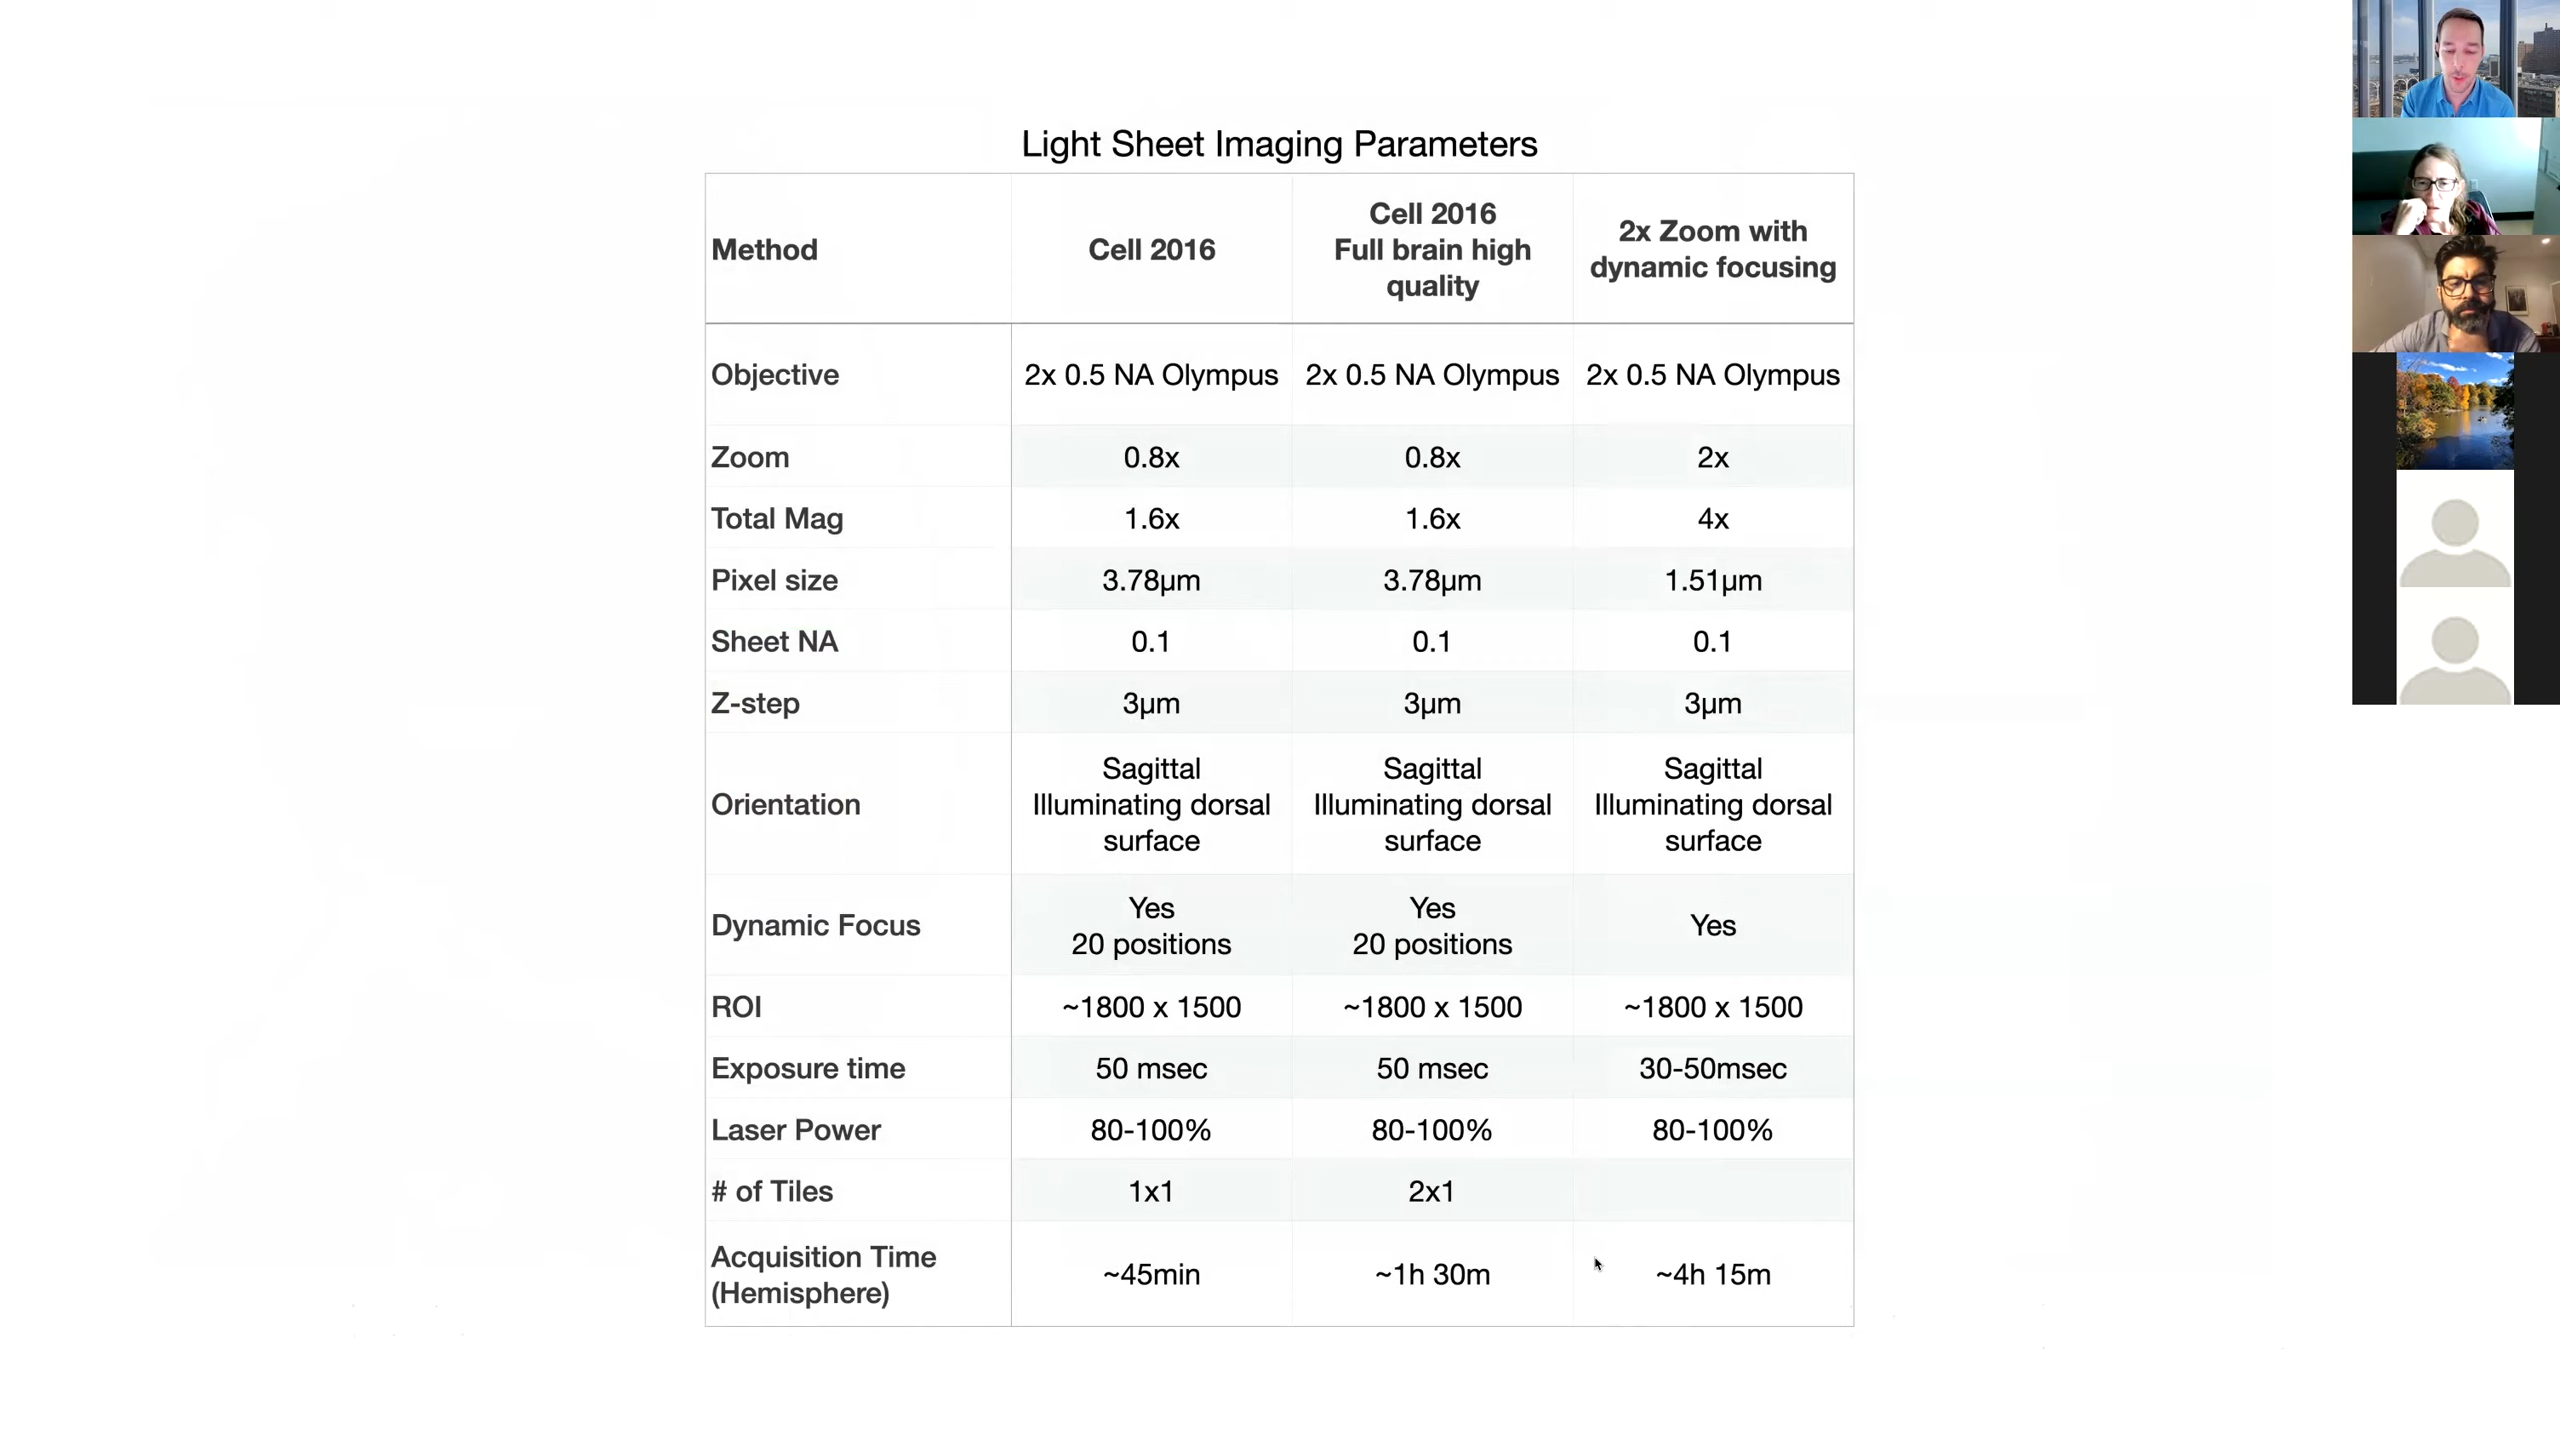 Light Sheet Imaging Parameters
Method
Cell 2016
Cell 2016
Full brain high
quality
2x Zoom with
dynamic focusing
Objective
2x 0.5 NA Olympus
2x 0.5 NA Olympus
2x 0.5 NA Olympus
Zoom
0.8x
0.8x
2x
Total Mag
1.6x
1.6x
4x
Pixel size
3.78µm
3.78µm
1.51µm
Sheet NA
0.1
0.1
0.1
Z-step
3µm
3µm
3µm
Orientation
Sagittal
Illuminating dorsal
surface
Sagittal
Illuminating dorsal
surface
Sagittal
Illuminating dorsal
surface
Dynamic Focus
Yes
20 positions
Yes
20 positions
Yes
ROI
~1800 x 1500
~1800 x 1500
~1800 x 1500
Exposure time
50 msec
50 msec
30-50msec
Laser Power
80-100%
80-100%
80-100%
# of Tiles
1x1
2x1
Acquisition Time
(Hemisphere)
~45min
~1h 30m
~4h 15m